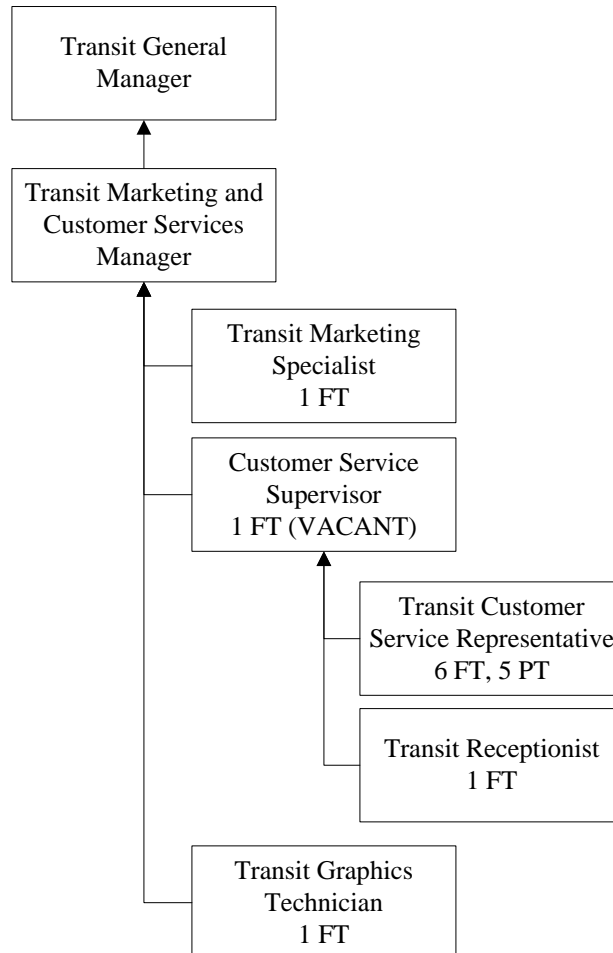 Transit General
Manager
Transit Marketing and
Customer Services
Manager
Transit Marketing
Specialist
1 FT
Customer Service
Supervisor
1 FT (VACANT)
Transit Customer
Service Representative
6 FT, 5 PT
Transit Receptionist
1 FT
Transit Graphics
Technician
1 FT